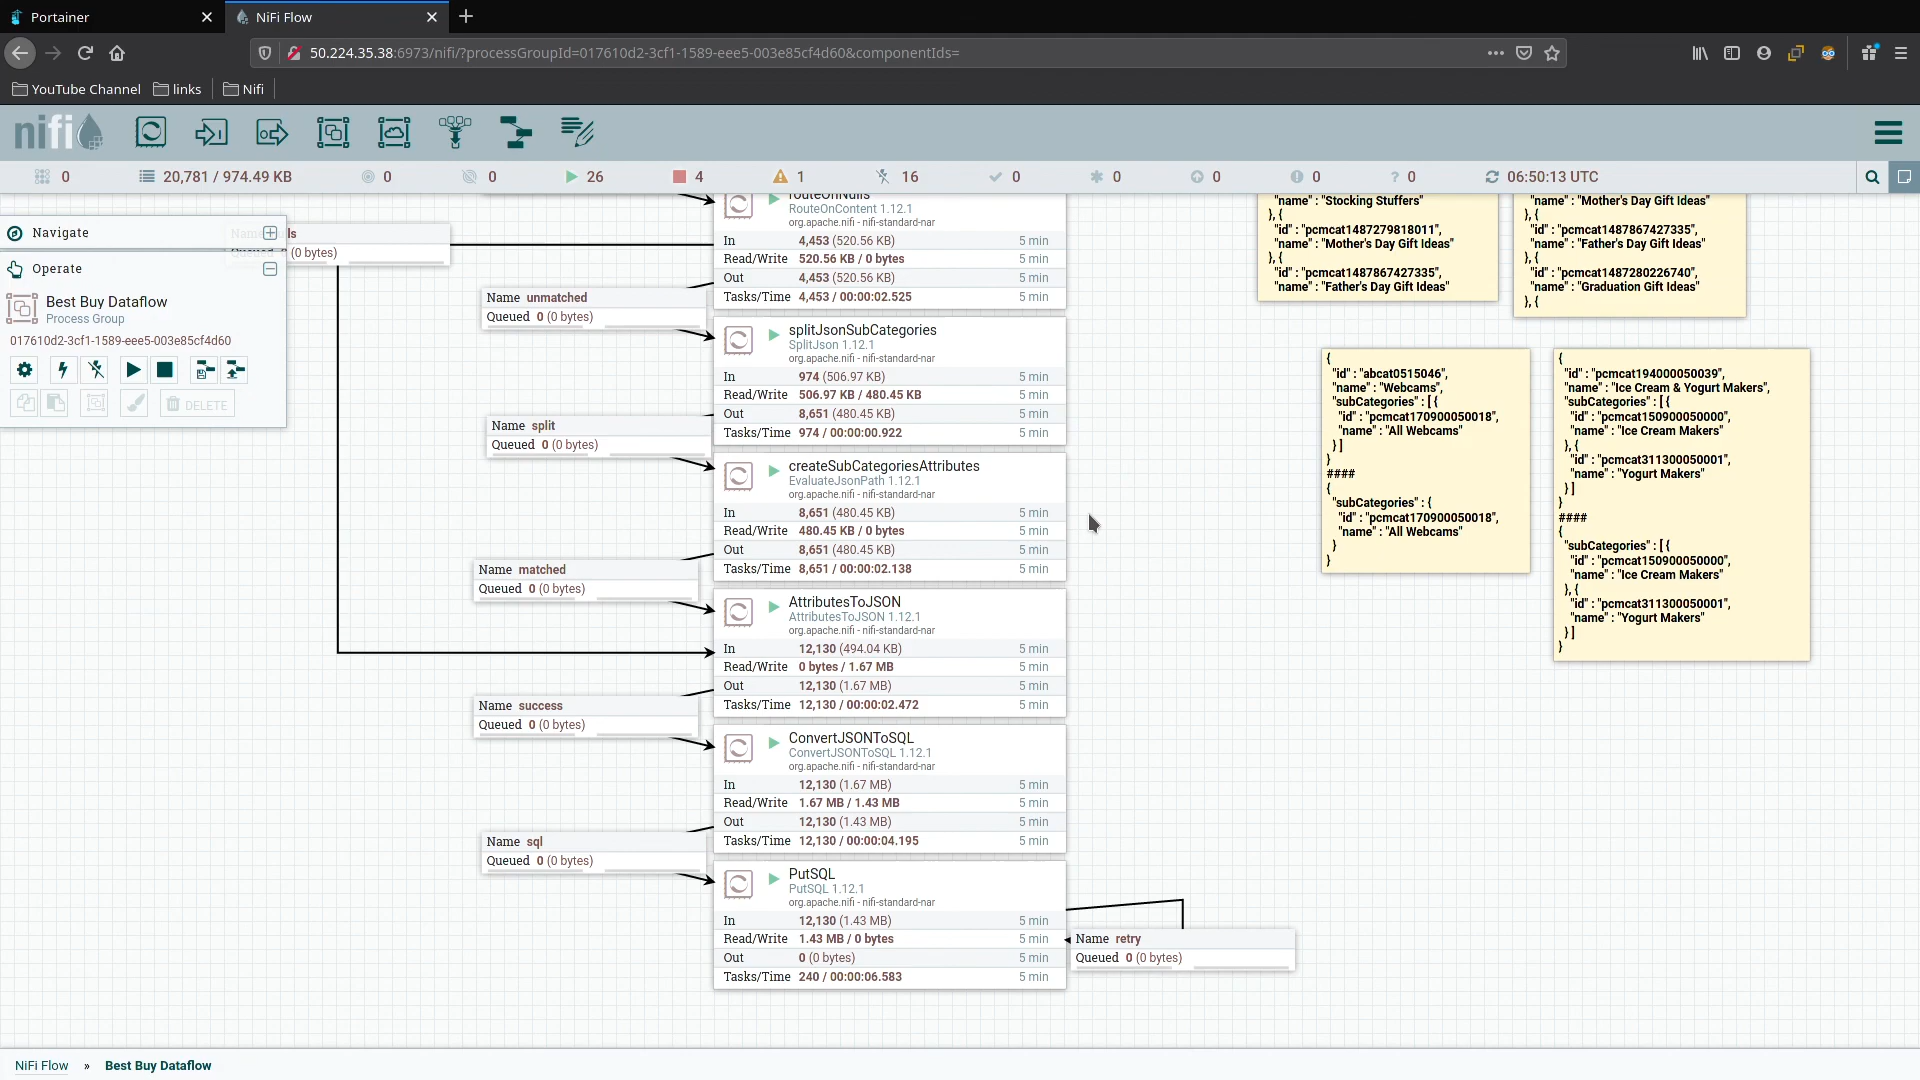 Portainer
NiFi Flow
50.224.35.38:6973/nifi/?processGroupId=017610d2-3cf1-1589-eee5-003e85cf4d60&componentIds=
YouTube Channel
links
Nifi
nifi
0
20,781 / 974.49 KB
0
0
26
4
1
16
0
0
0
0
? 0
06:50:13 UTC
Navigate
Operate
Best Buy Dataflow
Process Group
017610d2-3cf1-1589-eee5-003e85cf4d60
DELETE
Name
ls
Queued
(0 bytes)
routeOnNulls
RouteOnContent 1.12.1
org.apache.nifi - nifi-standard-nar
In 4,453 (520.56 KB) 5 min
Read/Write 520.56 KB / 0 bytes 5 min
Out 4,453 (520.56 KB) 5 min
Tasks/Time 4,453 / 00:00:02.525 5 min
Name unmatched
Queued 0 (0 bytes)
splitJsonSubCategories
SplitJson 1.12.1
org.apache.nifi - nifi-standard-nar
In 974 (506.97 KB) 5 min
Read/Write 506.97 KB / 480.45 KB 5 min
Out 8,651 (480.45 KB) 5 min
Tasks/Time 974 / 00:00:00.922 5 min
Name split
Queued 0 (0 bytes)
createSubCategoriesAttributes
EvaluateJsonPath 1.12.1
org.apache.nifi - nifi-standard-nar
In 8,651 (480.45 KB) 5 min
Read/Write 480.45 KB / 0 bytes 5 min
Out 8,651 (480.45 KB) 5 min
Tasks/Time 8,651 / 00:00:02.138 5 min
Name matched
Queued 0 (0 bytes)
AttributesToJSON
AttributesToJSON 1.12.1
org.apache.nifi - nifi-standard-nar
In 12,130 (494.04 KB) 5 min
Read/Write 0 bytes / 1.67 MB 5 min
Out 12,130 (1.67 MB) 5 min
Tasks/Time 12,130 / 00:00:02.472 5 min
Name success
Queued 0 (0 bytes)
ConvertJSONToSQL
ConvertJSONToSQL 1.12.1
org.apache.nifi - nifi-standard-nar
In 12,130 (1.67 MB) 5 min
Read/Write 1.67 MB / 1.43 MB 5 min
Out 12,130 (1.43 MB) 5 min
Tasks/Time 12,130 / 00:00:04.195 5 min
Name sql
Queued 0 (0 bytes)
PutSQL
PutSQL 1.12.1
org.apache.nifi - nifi-standard-nar
In 12,130 (1.43 MB) 5 min
Read/Write 1.43 MB / 0 bytes 5 min
Out 0 (0 bytes) 5 min
Tasks/Time 240 / 00:00:06.583 5 min
Name retry
Queued 0 (0 bytes)
"name" : "Stocking Stuffers"
}, {
"id" : "pcmcat1487279818011",
"name" : "Mother's Day Gift Ideas"
}, {
"id" : "pcmcat1487867427335",
"name" : "Father's Day Gift Ideas"
"name" : "Mother's Day Gift Ideas"
}, {
"id" : "pcmcat1487867427335",
"name" : "Father's Day Gift Ideas"
}, {
"id" : "pcmcat1487280226740",
"name" : "Graduation Gift Ideas"
}, {
{
"id" : "abcat0515046",
"name" : "Webcams",
"subCategories" : [ {
"id" : "pcmcat170900050018",
"name" : "All Webcams"
} ]
}
####
{
"subCategories" : {
"id" : "pcmcat170900050018",
"name" : "All Webcams"
}
}
{
"id" : "pcmcat194000050039",
"name" : "Ice Cream & Yogurt Makers",
"subCategories" : [ {
"id" : "pcmcat150900050000",
"name" : "Ice Cream Makers"
}, {
"id" : "pcmcat311300050001",
"name" : "Yogurt Makers"
} ]
}
####
{
"subCategories" : [ {
"id" : "pcmcat150900050000",
"name" : "Ice Cream Makers"
}, {
"id" : "pcmcat311300050001",
"name" : "Yogurt Makers"
} ]
}
NiFi Flow » Best Buy Dataflow